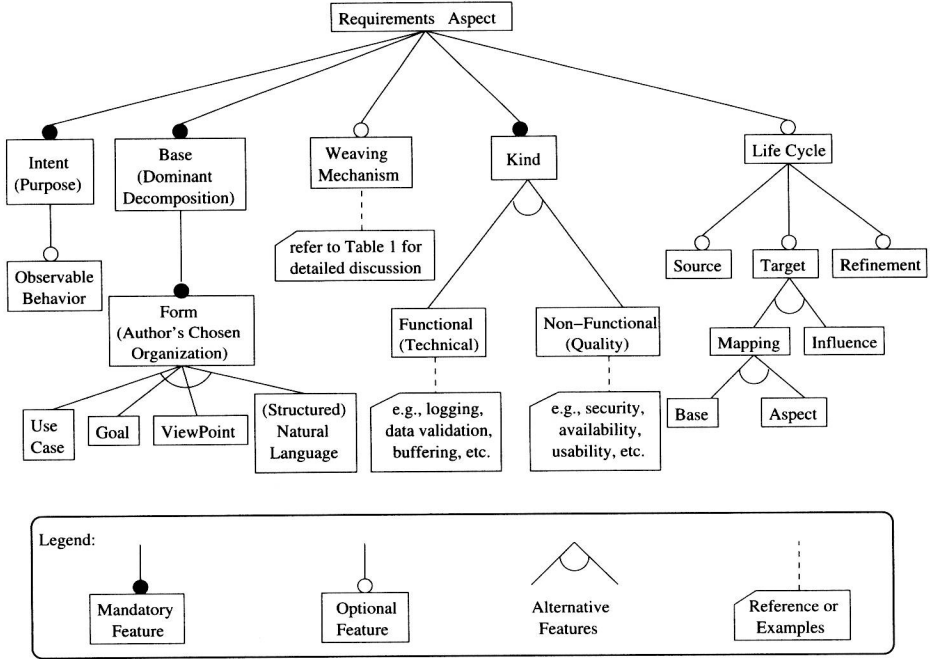 Requirements Aspect
Intent
(Purpose)
Base
(Dominant
Decomposition)
Weaving
Mechanism
Kind
Life Cycle
Observable
Behavior
refer to Table 1 for
detailed discussion
Source
Target
Refinement
Form
(Author's Chosen
Organization)
Functional
(Technical)
Non-Functional
(Quality)
Mapping
Influence
Use
Case
Goal
ViewPoint
(Structured)
Natural
Language
e.g., logging,
data validation,
buffering, etc.
e.g., security,
availability,
usability, etc.
Base
Aspect
Legend:
Mandatory
Feature
Optional
Feature
Alternative
Features
Reference or
Examples